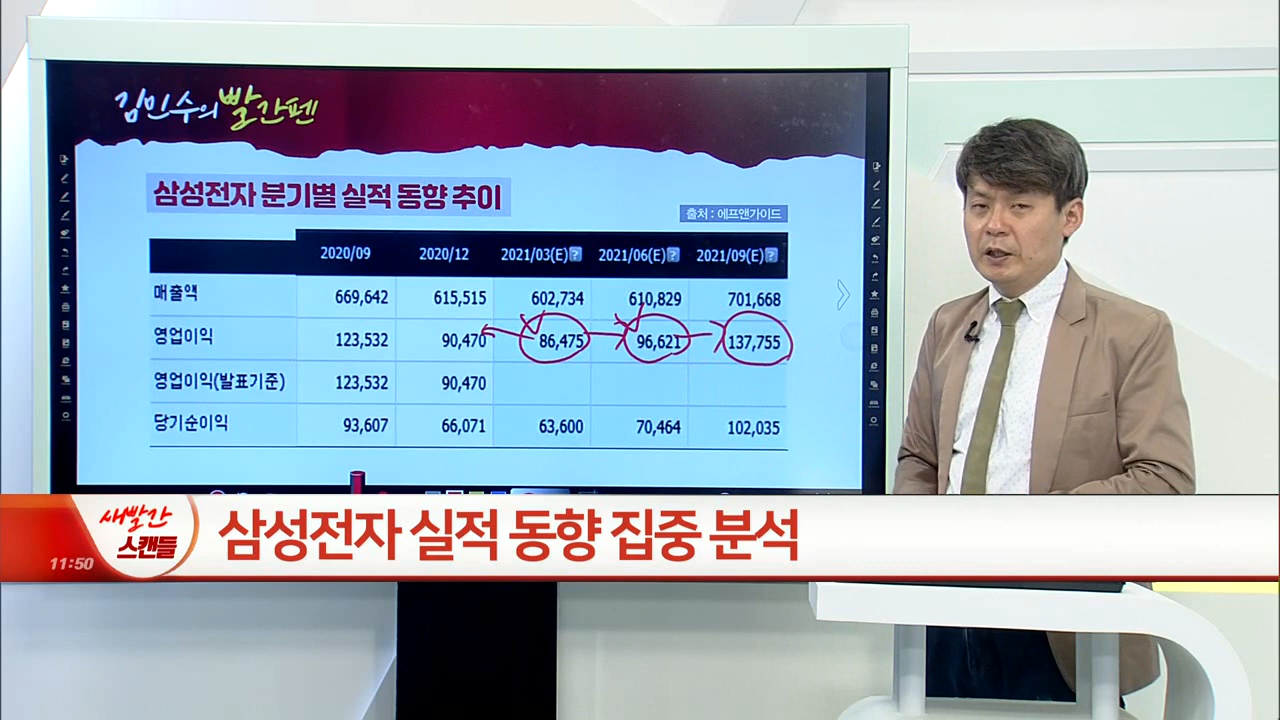 김민수의 빨간펜
삼성전자 분기별 실적 동향 추이
출처 : 에프앤가이드
2020/09 2020/12 2021/03(E)? 2021/06(E)? 2021/09(E)?
매출액 669,642 615,515 602,734 610,829 701,668
영업이익 123,532 90,470 86,475 96,621 137,755
영업이익(발표기준) 123,532 90,470
당기순이익 93,607 66,071 63,600 70,464 102,035
새빨간
스캔들
11:50
삼성전자 실적 동향 집중 분석